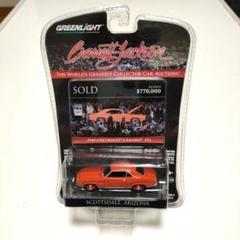 GREENLIGHT
Barrett-Jackson
THE WORLD'S GREATEST COLLECTOR CAR AUCTIONS
SOLD
$770,000
SCOTTSDALE, ARIZONA